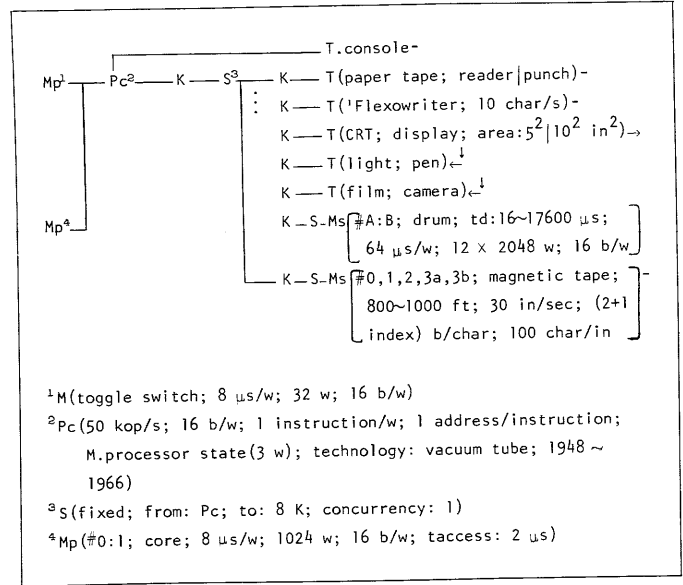 T.console-
Mp¹ Pc² K S³ K T(paper tape; reader|punch)-
K T('Flexowriter; 10 char/s)-
K T(CRT; display; area:5²|10² in²)→
K T(light; pen)←
K T(film; camera)←
Mp⁴ K S Ms[#A:B; drum; td:16~17600 μs;
64 μs/w; 12 × 2048 w; 16 b/w]
K S Ms[#0,1,2,3a,3b; magnetic tape;
800~1000 ft; 30 in/sec; (2+1
index) b/char; 100 char/in]-
¹M(toggle switch; 8 μs/w; 32 w; 16 b/w)
²Pc(50 kop/s; 16 b/w; 1 instruction/w; 1 address/instruction;
M.processor state(3 w); technology: vacuum tube; 1948 ~
1966)
³S(fixed; from: Pc; to: 8 K; concurrency: 1)
⁴Mp(#0:1; core; 8 μs/w; 1024 w; 16 b/w; taccess: 2 μs)